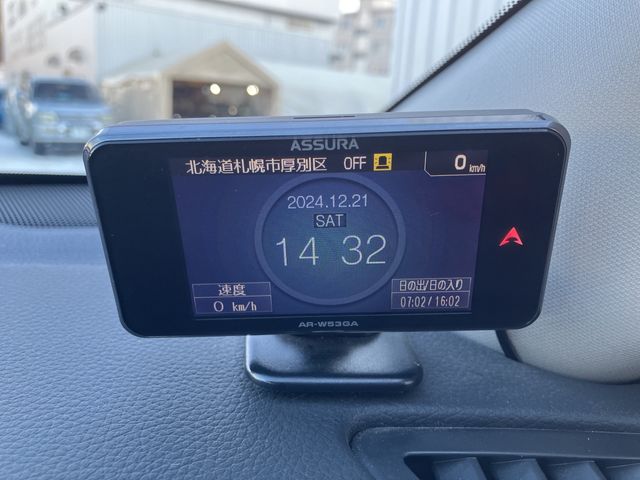 ASSURA
北海道札幌市厚別区 OFF 0 km/h
2024.12.21
SAT
14 32
速度
0 km/h
日の出/日の入り
07:02/16:02
AR-W53GA